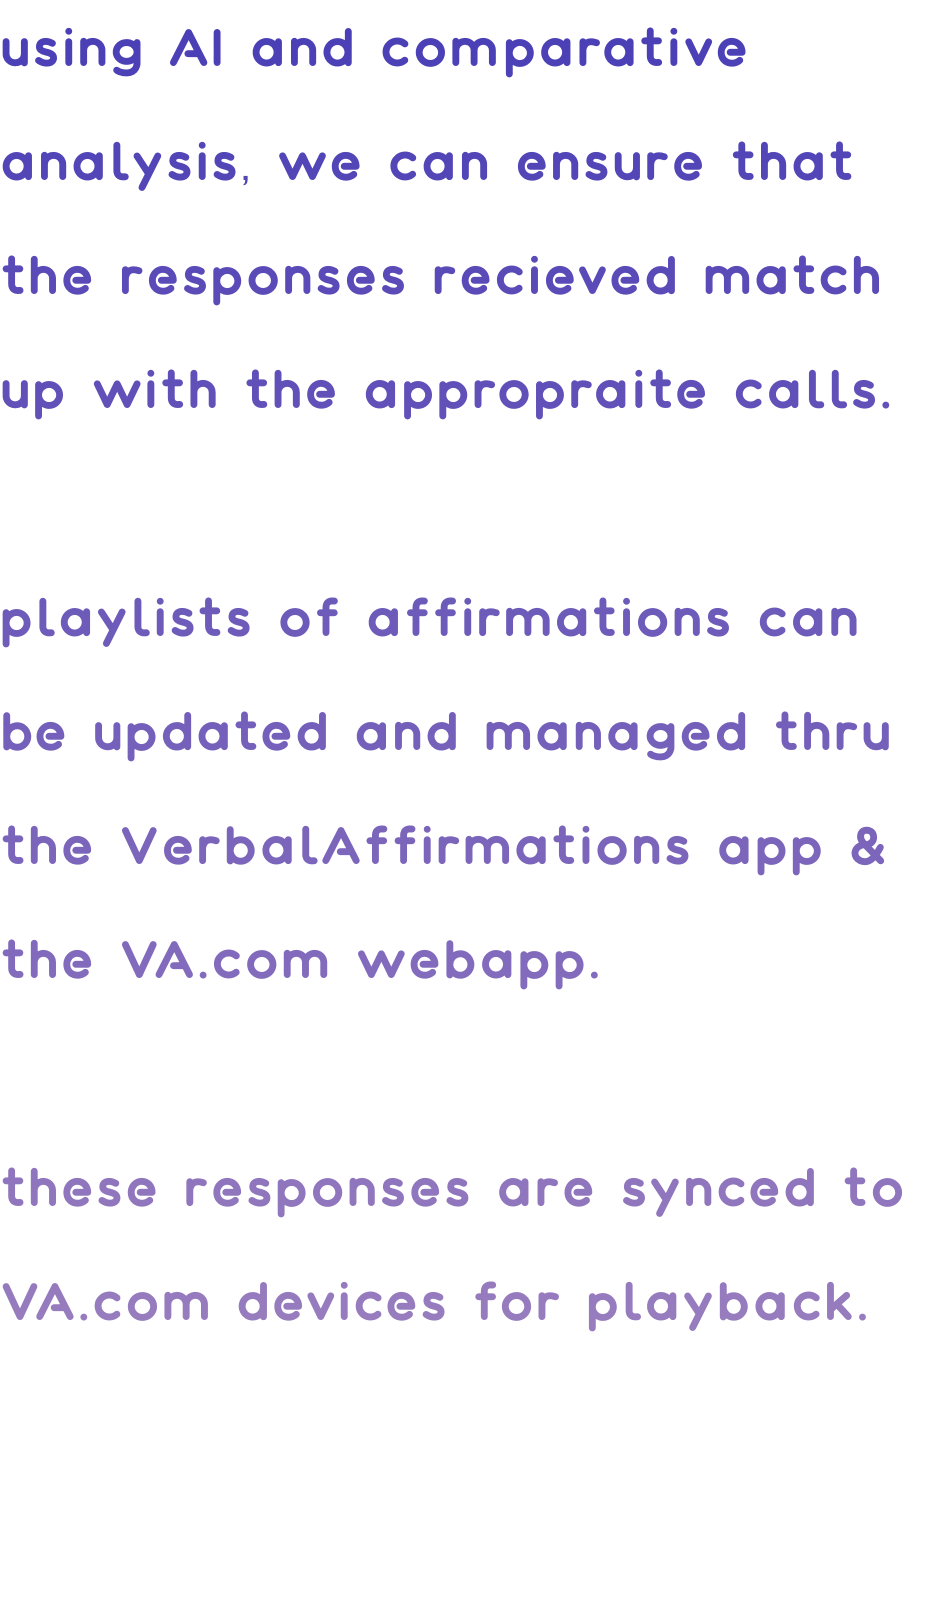 using AI and comparative
analysis, we can ensure that
the responses recieved match
up with the appropraite calls.
playlists of affirmations can
be updated and managed thru
the VerbalAffirmations app &
the VA.com webapp.
these responses are synced to
VA.com devices for playback.